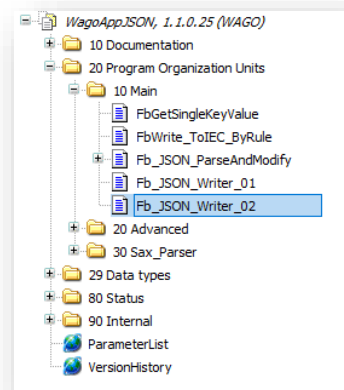 WagoAppJSON, 1.1.0.25 (WAGO)
10 Documentation
20 Program Organization Units
10 Main
FbGetSingleKeyValue
FbWrite_ToIEC_ByRule
Fb_JSON_ParseAndModify
Fb_JSON_Writer_01
Fb_JSON_Writer_02
20 Advanced
30 Sax_Parser
29 Data types
80 Status
90 Internal
ParameterList
VersionHistory